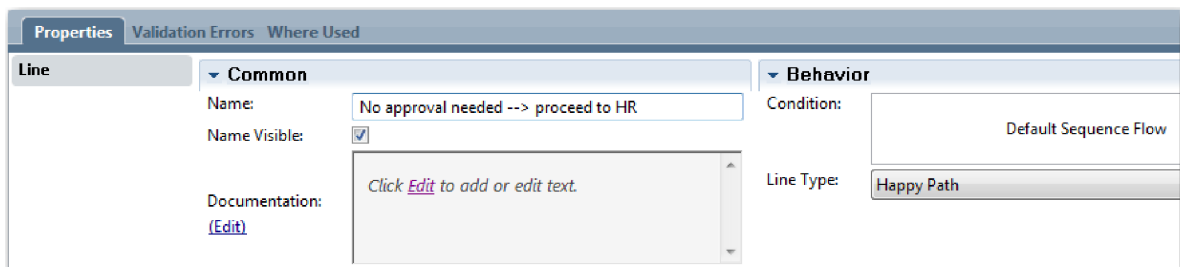 Properties Validation Errors Where Used
Line
Common
Name: No approval needed --> proceed to HR
Name Visible:
Documentation:
(Edit)
Click Edit to add or edit text.
Behavior
Condition: Default Sequence Flow
Line Type: Happy Path